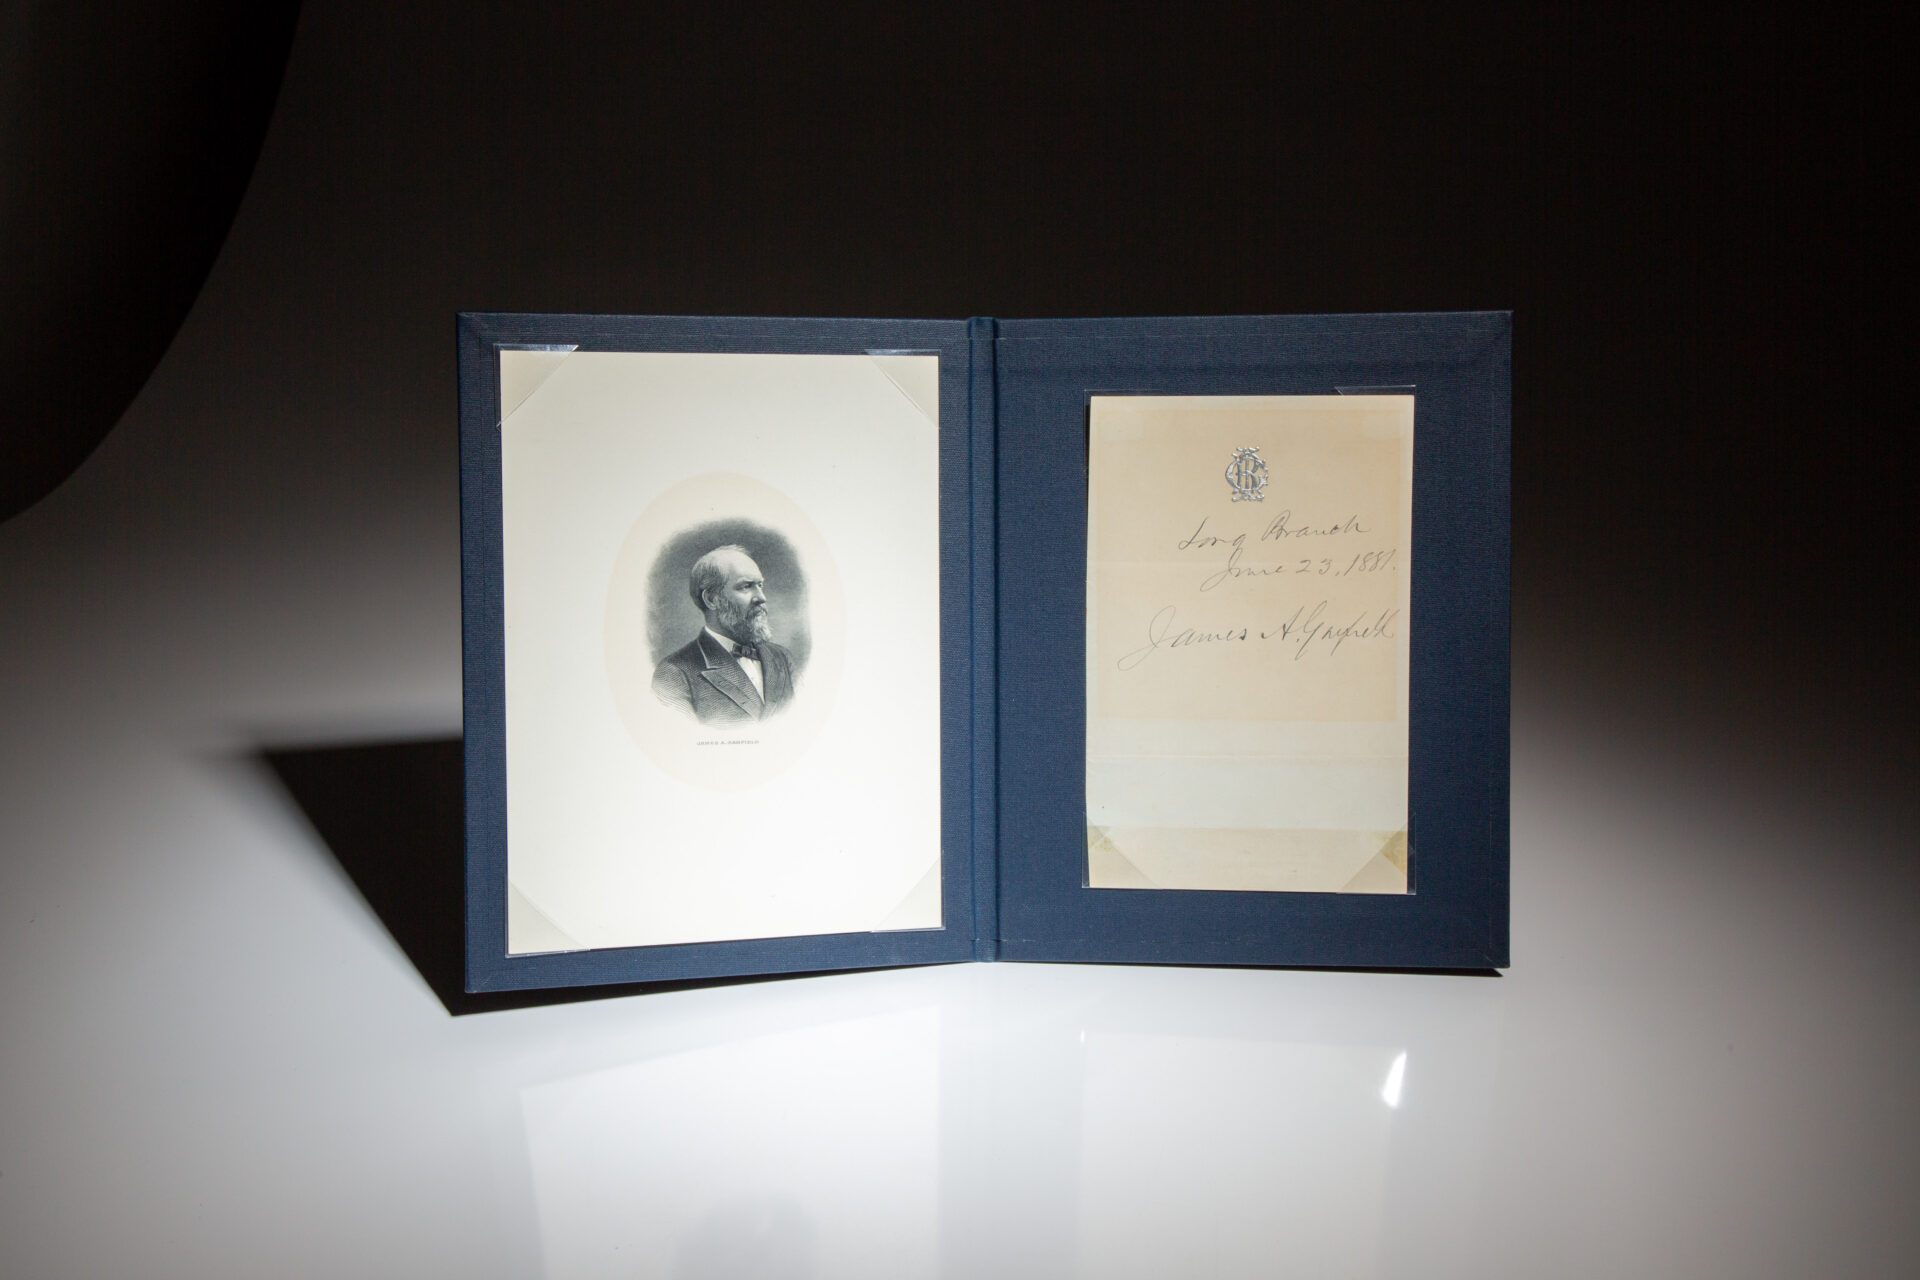 JAMES A. GARFIELD.
Long Branch
June 23, 1881.
James A. Garfield